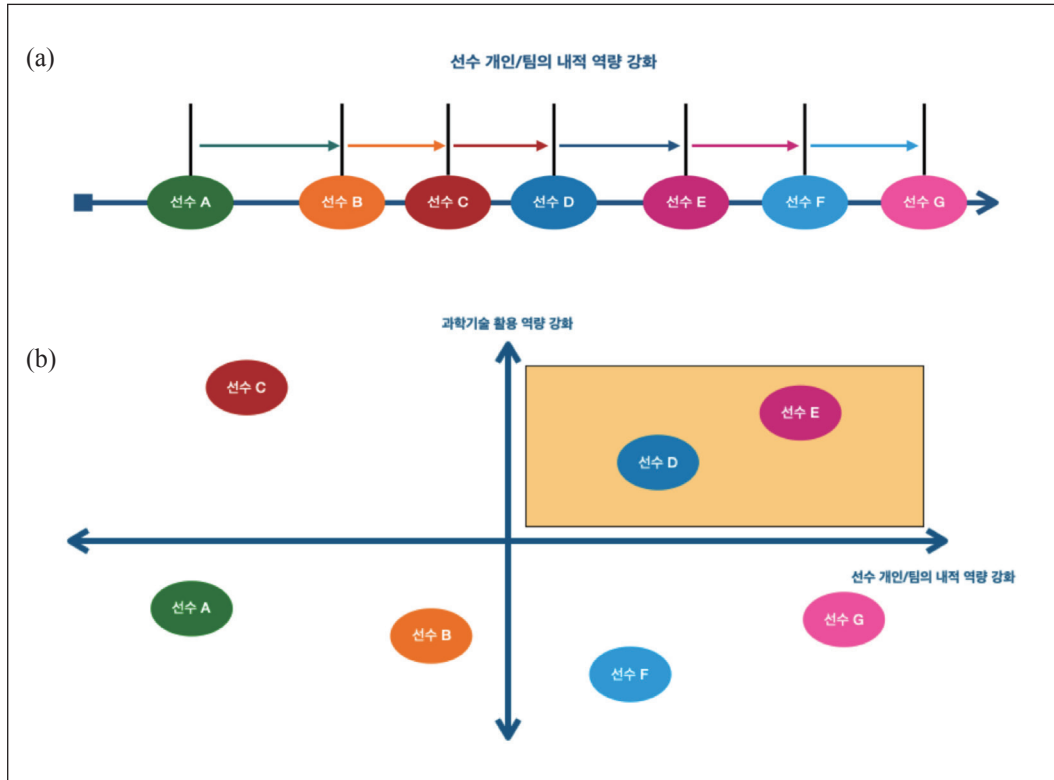 (a)
선수 개인/팀의 내적 역량 강화
선수 A
선수 B
선수 C
선수 D
선수 E
선수 F
선수 G
과학기술 활용 역량 강화
(b)
선수 C
선수 E
선수 D
선수 개인/팀의 내적 역량 강화
선수 A
선수 B
선수 G
선수 F